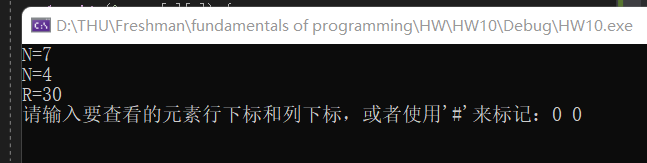 D:\THU\Freshman\fundamentals of programming\HW\HW10\Debug\HW10.exe
N=7
N=4
R=30
请输入要查看的元素行下标和列下标，或者使用'#'来标记：0 0